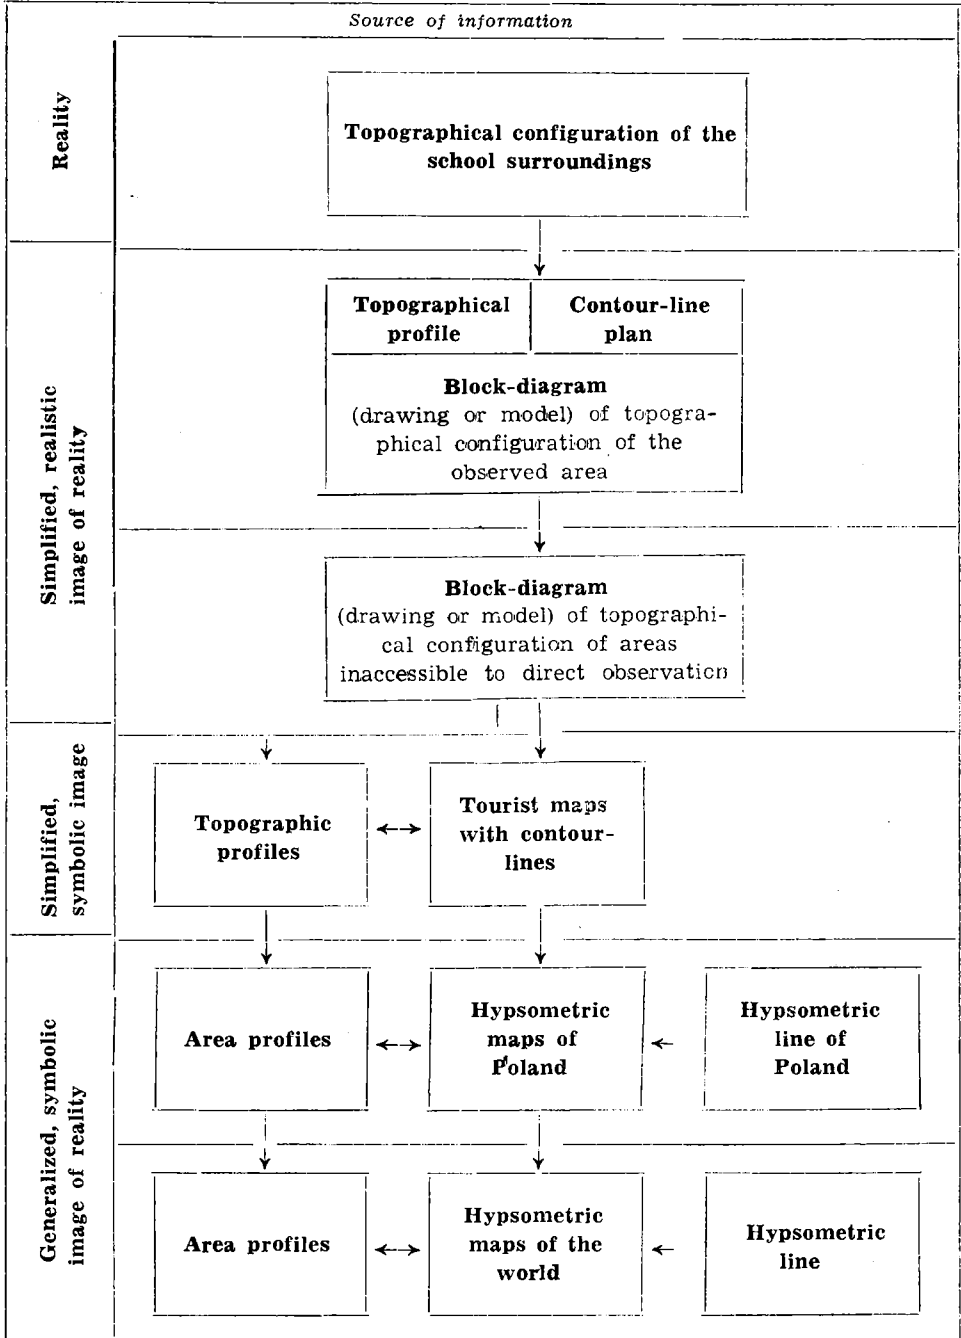 Source of information
Reality
Topographical configuration of the
school surroundings
Simplified, realistic
image of reality
Topographical
profile
Contour-line
plan
Block-diagram
(drawing or model) of topogra-
phical configuration of the
observed area
Block-diagram
(drawing or model) of topographi-
cal configuration of areas
inaccessible to direct observation
Simplified,
symbolic image
Topographic
profiles
Tourist maps
with contour-
lines
Generalized, symbolic
image of reality
Area profiles
Hypsometric
maps of
Poland
Hypsometric
line of
Poland
Area profiles
Hypsometric
maps of the
world
Hypsometric
line